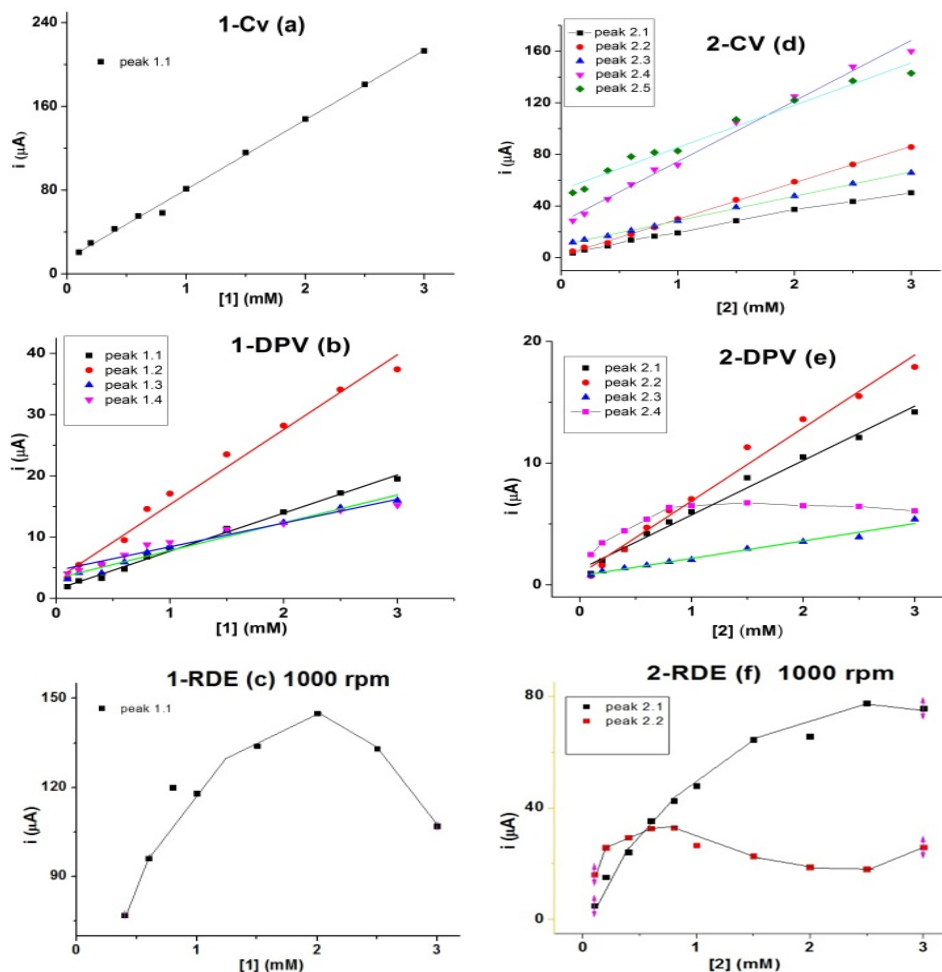 1-Cv (a)
240
160
80
0
i (µA)
peak 1.1
0 1 2 3
[1] (mM)
2-CV (d)
160
120
80
40
0
i (µA)
peak 2.1
peak 2.2
peak 2.3
peak 2.4
peak 2.5
0 1 2 3
[2] (mM)
1-DPV (b)
40
30
20
10
0
i (µA)
peak 1.1
peak 1.2
peak 1.3
peak 1.4
0 1 2 3
[1] (mM)
2-DPV (e)
20
10
0
i (µA)
peak 2.1
peak 2.2
peak 2.3
peak 2.4
0 1 2 3
[2] (mM)
1-RDE (c) 1000 rpm
150
120
90
i (µA)
peak 1.1
0 1 2 3
[1] (mM)
2-RDE (f) 1000 rpm
80
40
0
i (µA)
peak 2.1
peak 2.2
0 1 2 3
[2] (mM)